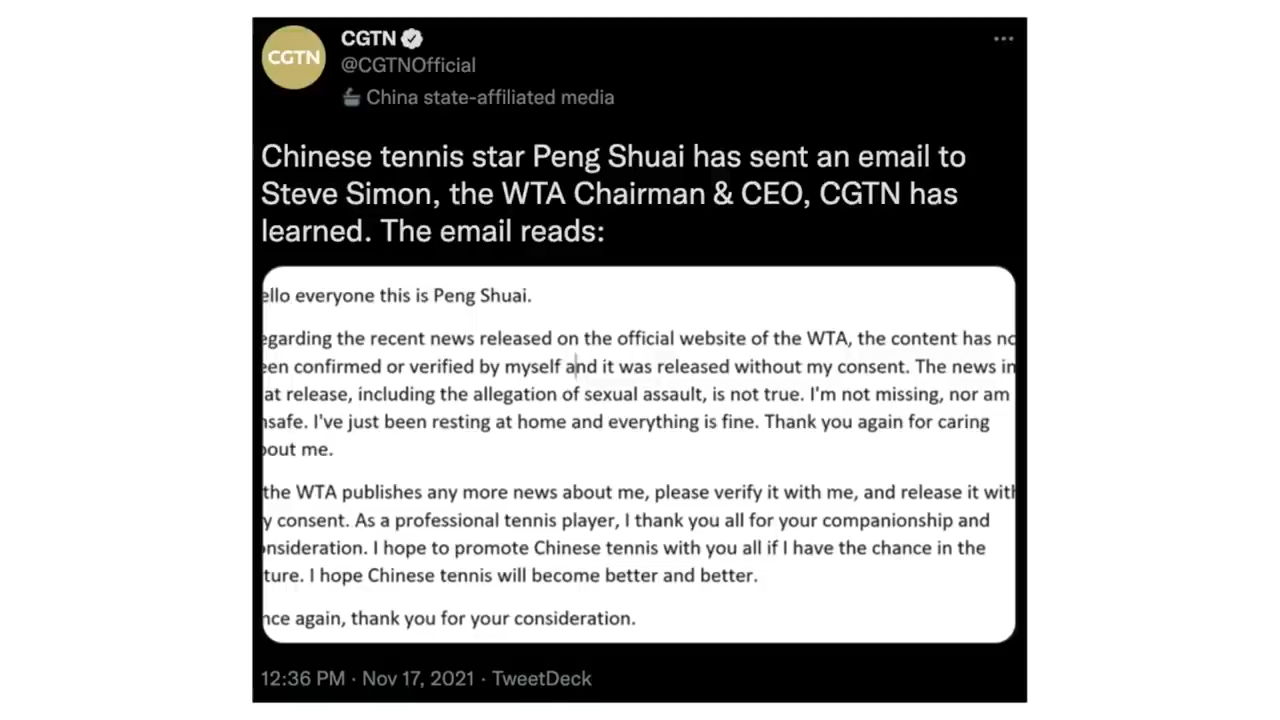 CGTN
CGTN
@CGTNOfficial
China state-affiliated media
Chinese tennis star Peng Shuai has sent an email to
Steve Simon, the WTA Chairman & CEO, CGTN has
learned. The email reads:
ello everyone this is Peng Shuai.
egarding the recent news released on the official website of the WTA, the content has no
een confirmed or verified by myself and it was released without my consent. The news in
at release, including the allegation of sexual assault, is not true. I'm not missing, nor am
nsafe. I've just been resting at home and everything is fine. Thank you again for caring
bout me.
the WTA publishes any more news about me, please verify it with me, and release it with
y consent. As a professional tennis player, I thank you all for your companionship and
onsideration. I hope to promote Chinese tennis with you all if I have the chance in the
ture. I hope Chinese tennis will become better and better.
nce again, thank you for your consideration.
12:36 PM · Nov 17, 2021 · TweetDeck